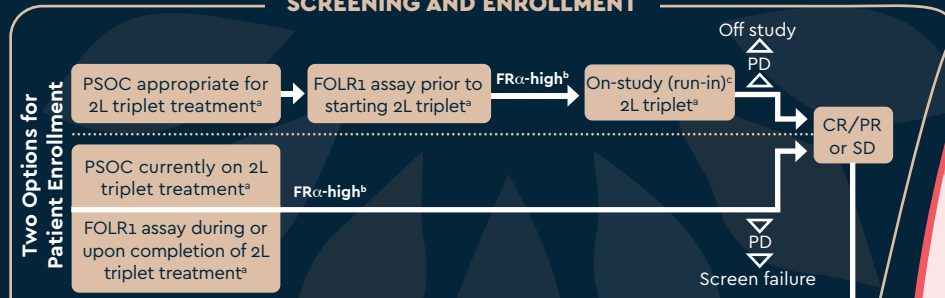 SCREENING AND ENROLLMENT
Two Options for
Patient Enrollment
PSOC appropriate for
2L triplet treatmentᵃ
FOLR1 assay prior to
starting 2L tripletᵃ
FRα-highᵇ
On-study (run-in)ᶜ
2L tripletᵃ
Off study
PD
CR/PR
or SD
PSOC currently on 2L
triplet treatmentᵃ
FRα-highᵇ
FOLR1 assay during or
upon completion of 2L
triplet treatmentᵃ
PD
Screen failure